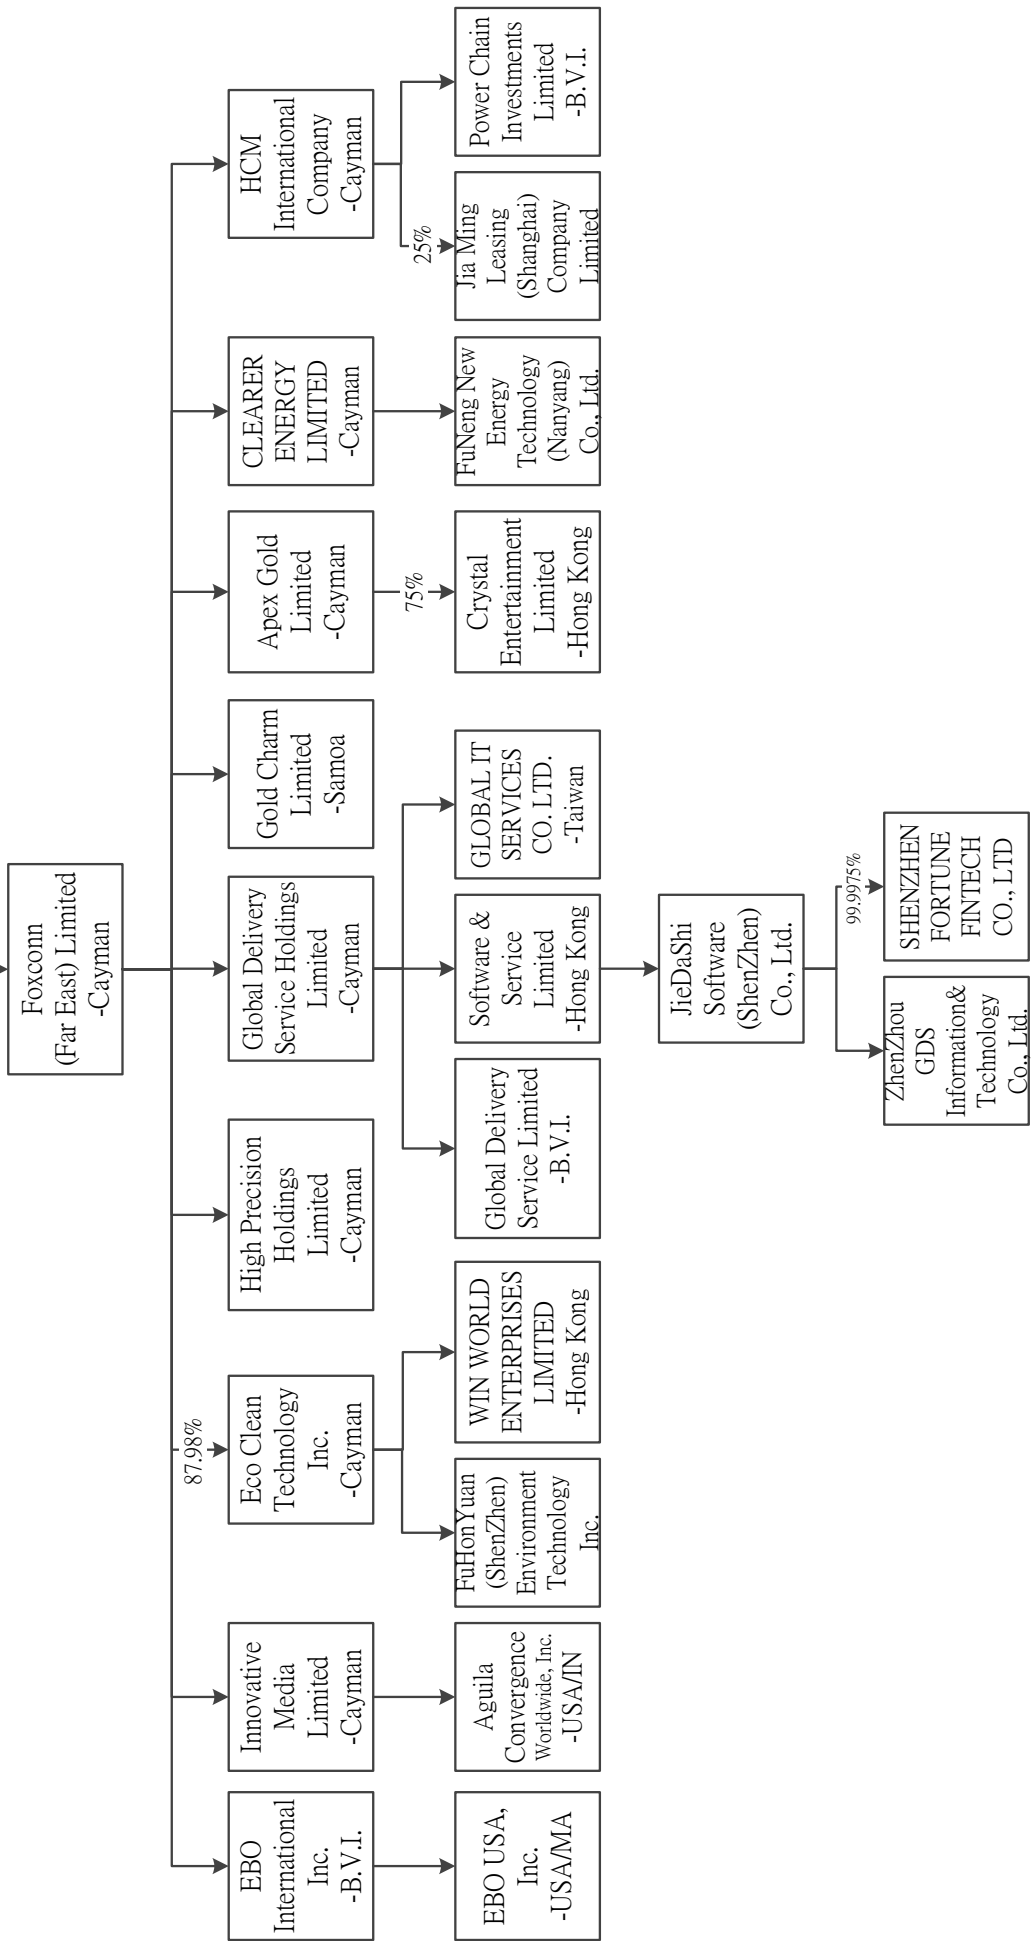 Foxconn
(Far East) Limited
-Cayman
EBO
International
Inc.
-B.V.I.
Innovative
Media
Limited
-Cayman
87.98%
Eco Clean
Technology
Inc.
-Cayman
High Precision
Holdings
Limited
-Cayman
Global Delivery
Service Holdings
Limited
-Cayman
Gold Charm
Limited
-Samoa
Apex Gold
Limited
-Cayman
CLEARER
ENERGY
LIMITED
-Cayman
HCM
International
Company
-Cayman
75%
25%
EBO USA,
Inc.
-USA/MA
Aguila
Convergence
Worldwide, Inc.
-USA/IN
FuHonYuan
(ShenZhen)
Environment
Technology
Inc.
WIN WORLD
ENTERPRISES
LIMITED
-Hong Kong
Global Delivery
Service Limited
-B.V.I.
Software &
Service
Limited
-Hong Kong
GLOBAL IT
SERVICES
CO. LTD.
-Taiwan
Crystal
Entertainment
Limited
-Hong Kong
FuNeng New
Energy
Technology
(Nanyang)
Co., Ltd.
Jia Ming
Leasing
(Shanghai)
Company
Limited
Power Chain
Investments
Limited
-B.V.I.
JieDaShi
Software
(ShenZhen)
Co., Ltd.
99.9975%
ZhenZhou
GDS
Information&
Technology
Co., Ltd.
SHENZHEN
FORTUNE
FINTECH
CO., LTD